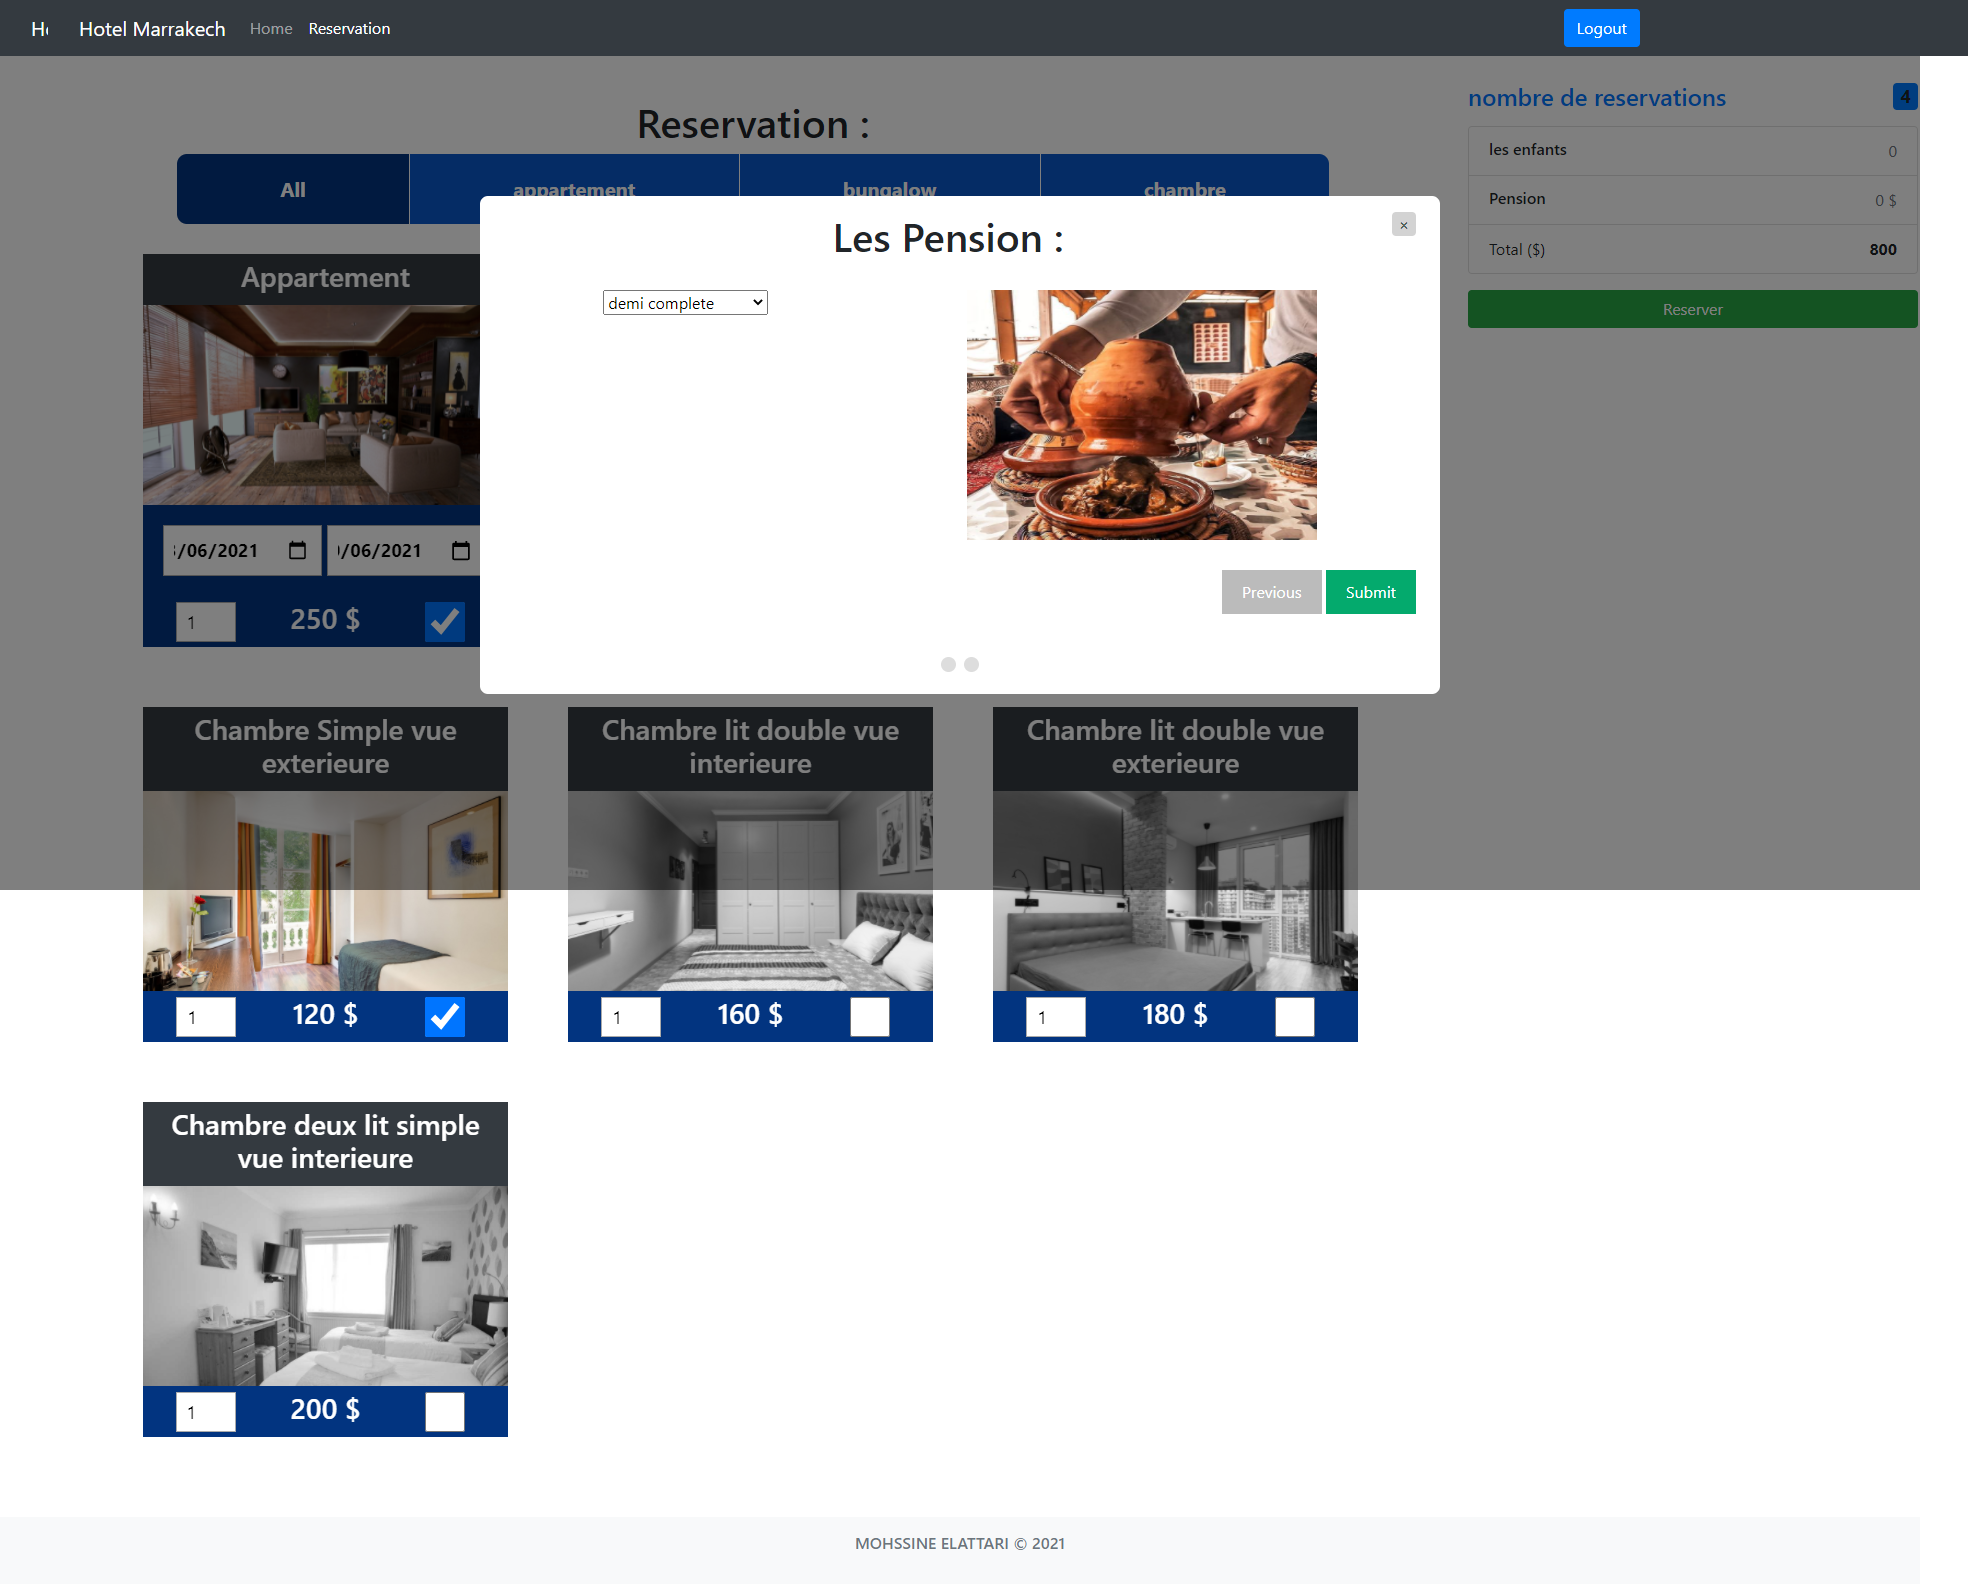 Hotel Marrakech Home Reservation Logout
Reservation :
All appartement bungalow chambre
nombre de reservations 4
les enfants 0
Pension 0 $
Total ($) 800
Reserver
Les Pension : ×
demi complete
Previous Submit
Appartement
/06/2021 /06/2021
1 250 $
Chambre Simple vue
exterieure
1 120 $
Chambre lit double vue
interieure
1 160 $
Chambre lit double vue
exterieure
1 180 $
Chambre deux lit simple
vue interieure
1 200 $
MOHSSINE ELATTARI © 2021